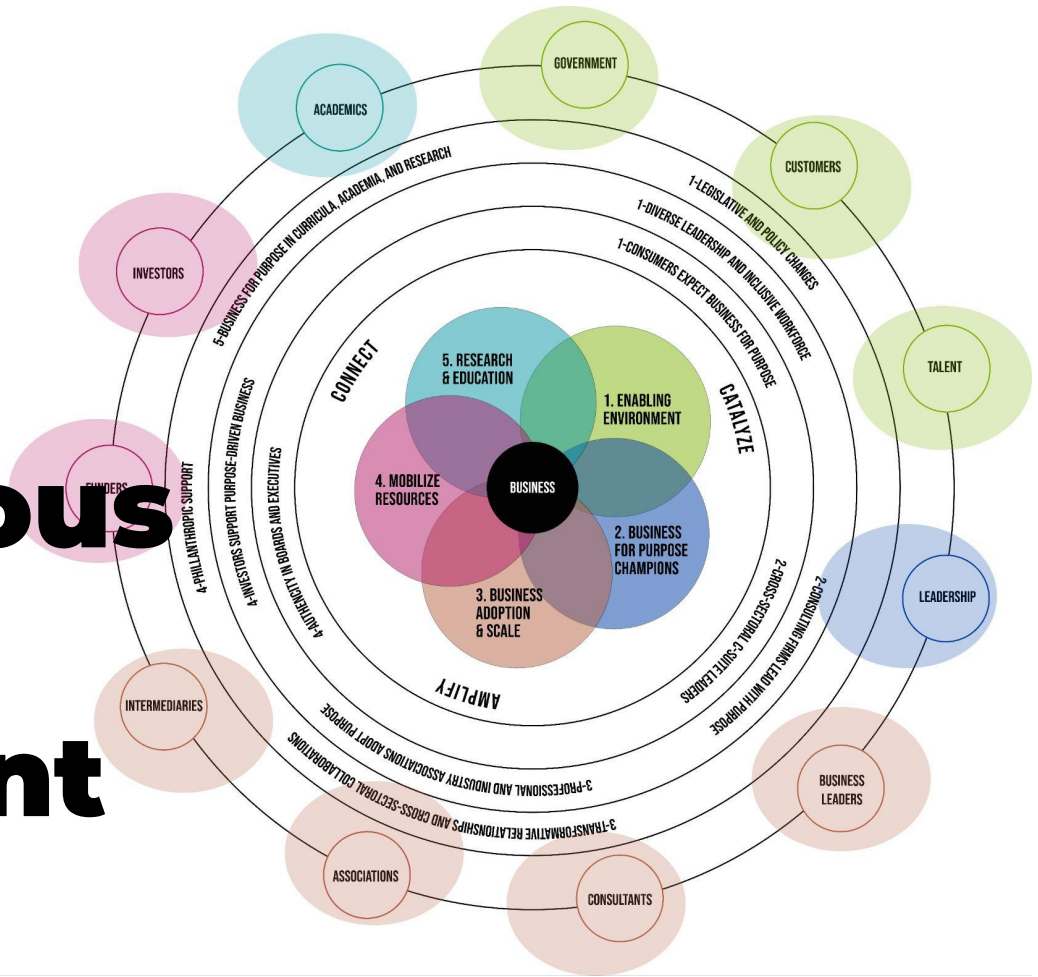 GOVERNMENT
ACADEMICS
CUSTOMERS
INVESTORS
TALENT
FUNDERS
LEADERSHIP
INTERMEDIARIES
BUSINESS
LEADERS
ASSOCIATIONS
CONSULTANTS
ous
nt
5-BUSINESS FOR PURPOSE IN CURRICULA, ACADEMIA, AND RESEARCH
1-LEGISLATIVE AND POLICY CHANGES
1-DIVERSE LEADERSHIP AND INCLUSIVE WORKFORCE
1-CONSUMERS EXPECT BUSINESS FOR PURPOSE
4-PHILLANTHROPIC SUPPORT
4-INVESTORS SUPPORT PURPOSE-DRIVEN BUSINESS
4-AUTHENCITY IN BOARDS AND EXECUTIVES
2-CROSS-SECTORAL C-SUITE LEADERS
2-CONSULTING FIRMS LEAD WITH PURPOSE
3-PROFESSIONAL AND INDUSTRY ASSOCIATIONS ADOPT PURPOSE
3-TRANSFORMATIVE RELATIONSHIPS AND CROSS-SECTORAL COLLABORATIONS
CONNECT
CATALYZE
AMPLIFY
5. RESEARCH
& EDUCATION
1. ENABLING
ENVIRONMENT
4. MOBILIZE
RESOURCES
BUSINESS
2. BUSINESS
FOR PURPOSE
CHAMPIONS
3. BUSINESS
ADOPTION
& SCALE